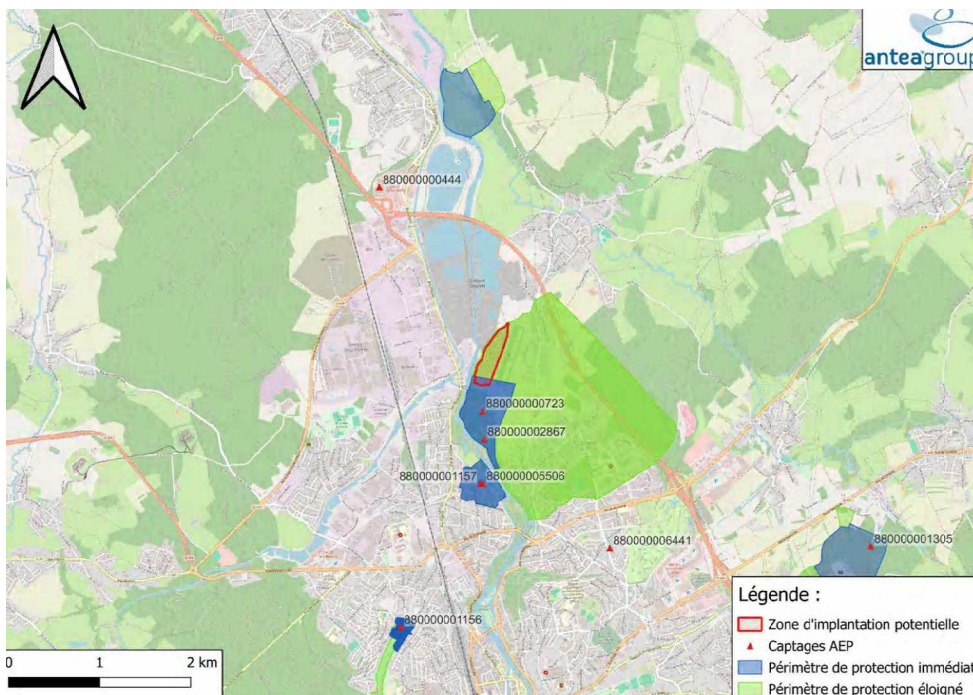 anteagroup
880000000444
880000000723
880000002867
880000001157
880000005506
880000006441
880000001305
880000001156
Légende :
Zone d'implantation potentielle
Captages AEP
Périmètre de protection immédiat
Périmètre de protection éloigné
0 1 2 km